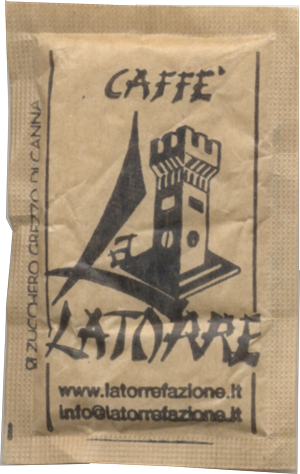 CAFFE'
ZUCCHERO GREZZO DI CANNA
LATORRE
www.latorrefazione.it
info@latorrefazione.it